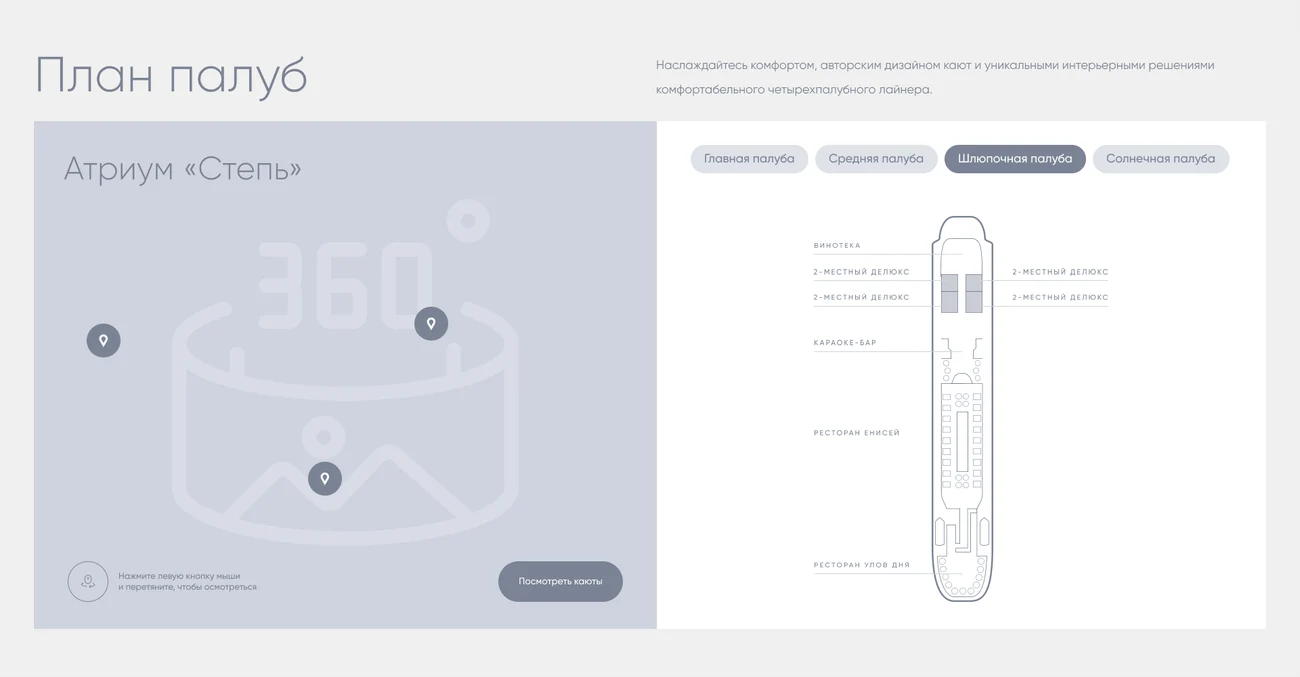 План палуб
Наслаждайтесь комфортом, авторским дизайном кают и уникальными интерьерными решениями
комфортабельного четырехпалубного лайнера.
Атриум «Степь»
360
Нажмите левую кнопку мыши
и перетяните, чтобы осмотреться
Посмотреть каюты
Главная палуба
Средняя палуба
Шлюпочная палуба
Солнечная палуба
ВИНОТЕКА
2-МЕСТНЫЙ ДЕЛЮКС
2-МЕСТНЫЙ ДЕЛЮКС
2-МЕСТНЫЙ ДЕЛЮКС
2-МЕСТНЫЙ ДЕЛЮКС
КАРАОКЕ-БАР
РЕСТОРАН ЕНИСЕЙ
РЕСТОРАН УЛОВ ДНЯ